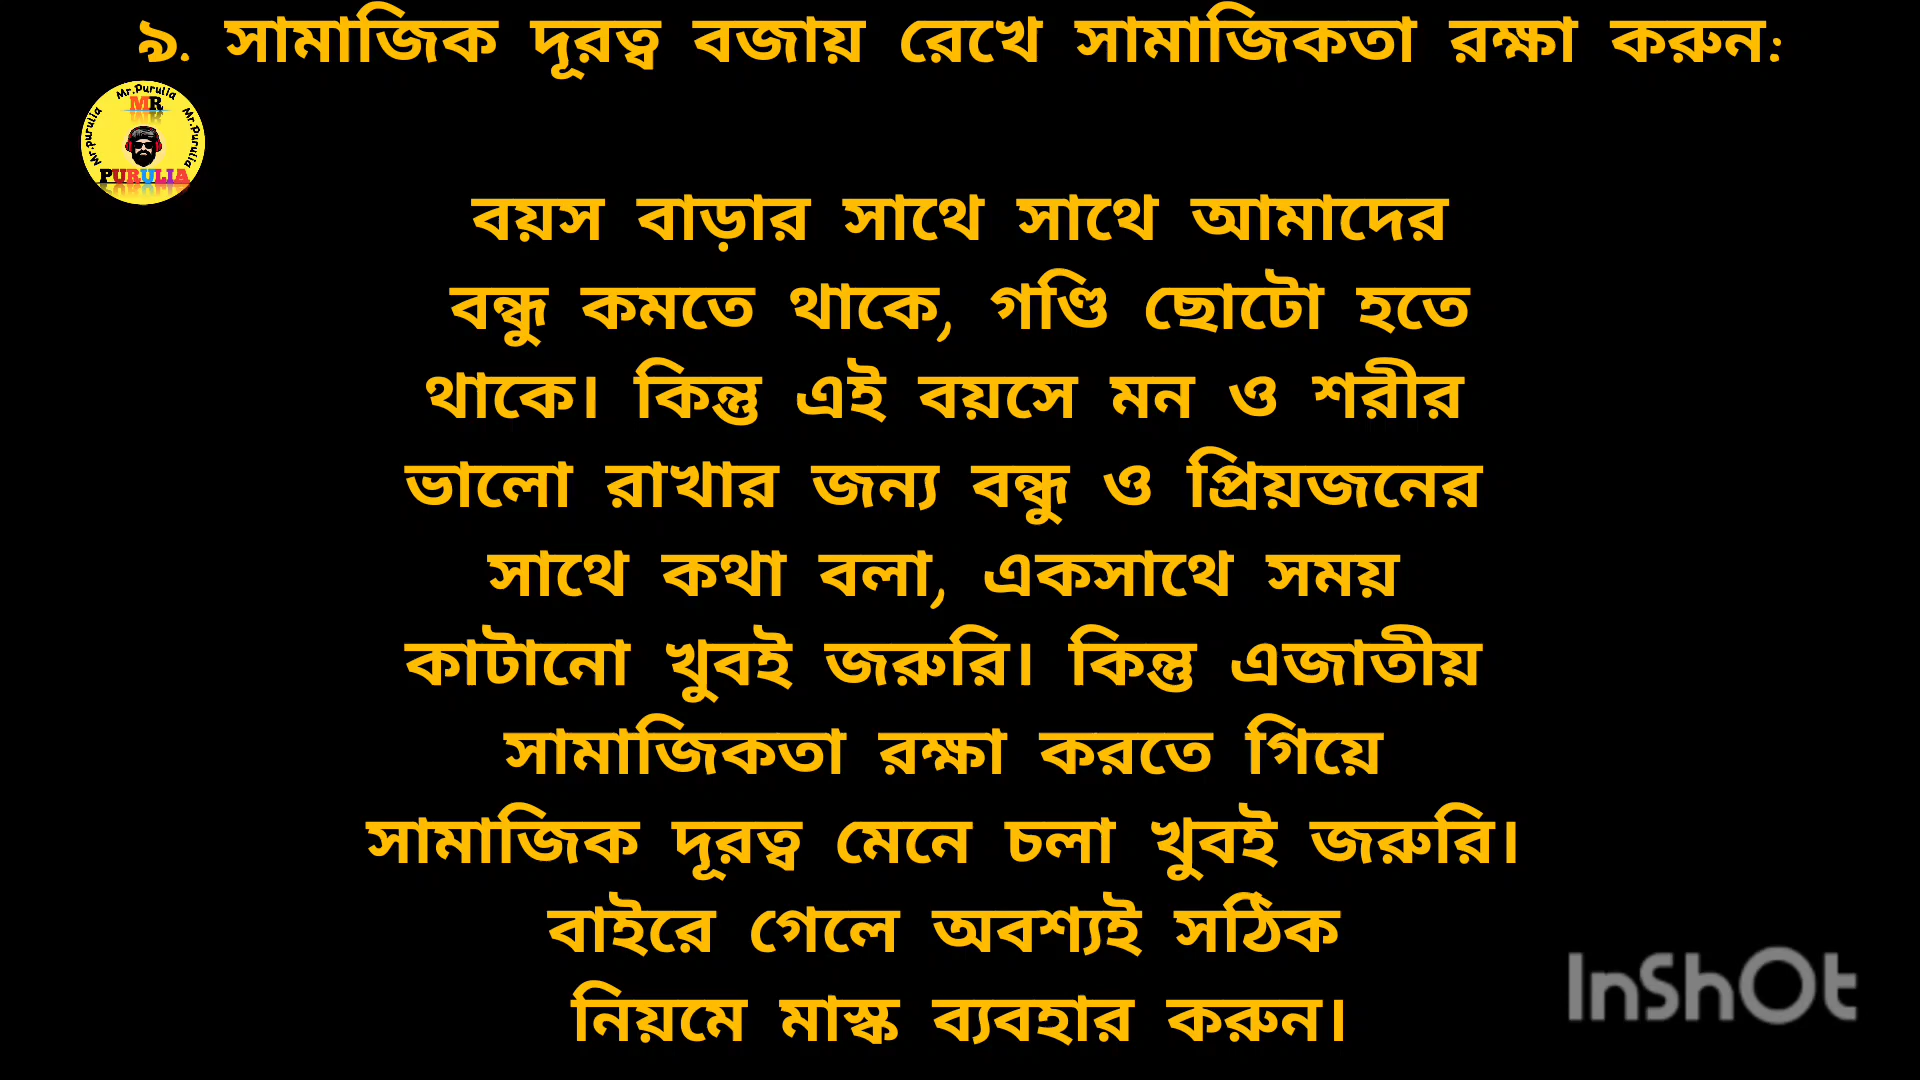 ৯. সামাজিক দূরত্ব বজায় রেখে সামাজিকতা রক্ষা করুন:
Mr.Purulia
Mr.Purulia
Mr.Purulia
MR
PURULIA
বয়স বাড়ার সাথে সাথে আমাদের
বন্ধু কমতে থাকে, গণ্ডি ছোটো হতে
থাকে। কিন্তু এই বয়সে মন ও শরীর
ভালো রাখার জন্য বন্ধু ও প্রিয়জনের
সাথে কথা বলা, একসাথে সময়
কাটানো খুবই জরুরি। কিন্তু এজাতীয়
সামাজিকতা রক্ষা করতে গিয়ে
সামাজিক দূরত্ব মেনে চলা খুবই জরুরি।
বাইরে গেলে অবশ্যই সঠিক
নিয়মে মাস্ক ব্যবহার করুন।
InShOt